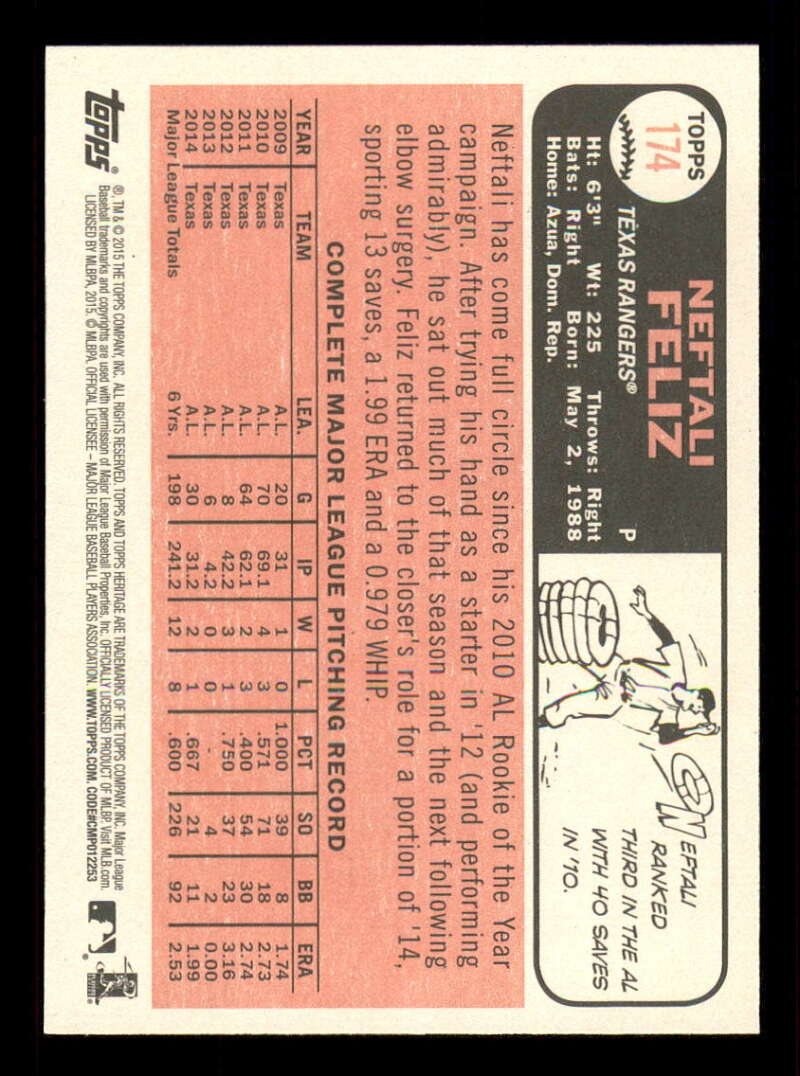 TOPPS
174
NEFTALI
FELIZ
TEXAS RANGERS® P
Ht: 6'3" Wt: 225 Throws: Right
Bats: Right Born: May 2, 1988
Home: Azua, Dom. Rep.
NEFTALI
RANKED
THIRD IN THE AL
WITH 40 SAVES
IN '10.
Neftali has come full circle since his 2010 AL Rookie of the Year
campaign. After trying his hand as a starter in '12 (and performing
admirably), he sat out much of that season and the next following
elbow surgery. Feliz returned to the closer's role for a portion of '14,
sporting 13 saves, a 1.99 ERA and a 0.979 WHIP.
COMPLETE MAJOR LEAGUE PITCHING RECORD
YEAR TEAM LEA. G IP W L PCT SO BB ERA
2009 Texas A.L. 20 31 1 0 1.000 39 8 1.74
2010 Texas A.L. 70 69.1 4 3 .571 71 18 2.73
2011 Texas A.L. 64 62.1 2 3 .400 54 30 2.74
2012 Texas A.L. 8 42.2 3 1 .750 37 23 3.16
2013 Texas A.L. 6 4.2 0 0 - 4 2 0.00
2014 Texas A.L. 30 31.2 2 1 .667 21 11 1.99
Major League Totals 6 Yrs. 198 241.2 12 8 .600 226 92 2.53
topps®
®, TM & © 2015 THE TOPPS COMPANY, INC. ALL RIGHTS RESERVED. TOPPS AND TOPPS HERITAGE ARE TRADEMARKS OF THE TOPPS COMPANY, INC. Major League
Baseball trademarks and copyrights are used with permission of Major League Baseball Properties, Inc. OFFICIALLY LICENSED PRODUCT OF MLBP. Visit MLB.com.
LICENSED BY MLBPA, 2015. © MLBPA. OFFICIAL LICENSEE – MAJOR LEAGUE BASEBALL PLAYERS ASSOCIATION. WWW.TOPPS.COM. CODE#CMP012253